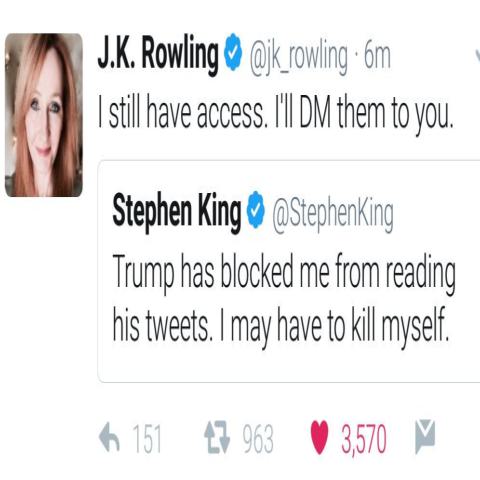 J.K. Rowling @jk_rowling · 6m
I still have access. I'll DM them to you.
Stephen King @StephenKing
Trump has blocked me from reading
his tweets. I may have to kill myself.
151 963 3,570